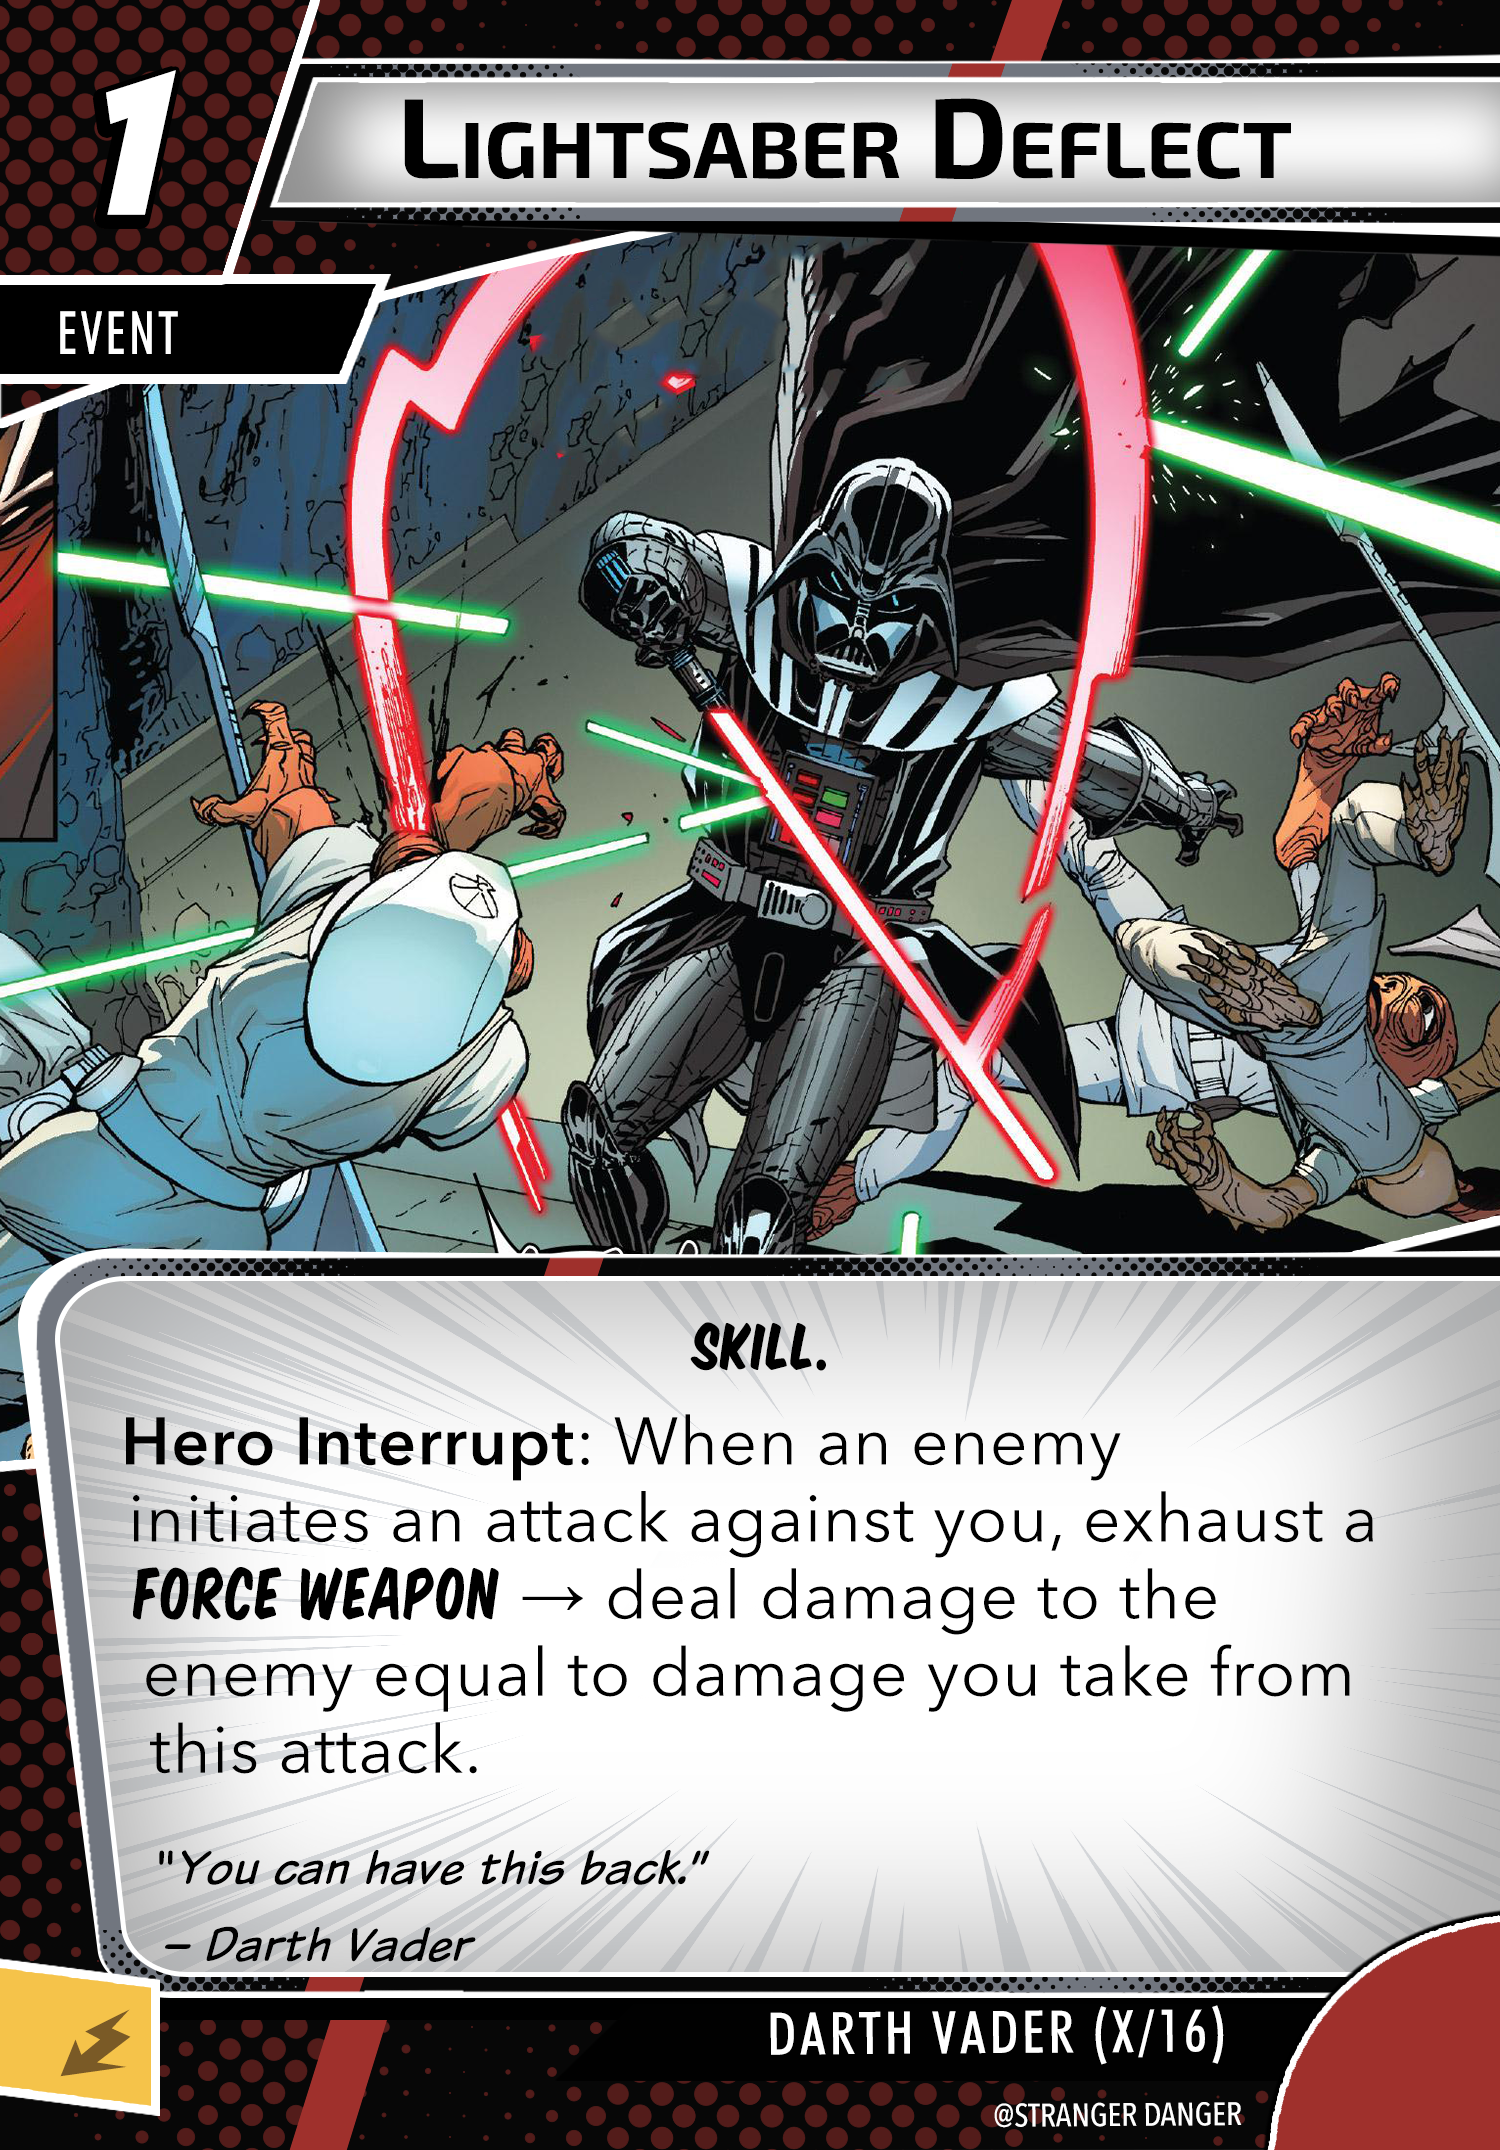 1
LIGHTSABER DEFLECT
EVENT
SKILL.
Hero Interrupt: When an enemy
initiates an attack against you, exhaust a
FORCE WEAPON → deal damage to the
enemy equal to damage you take from
this attack.
"You can have this back."
– Darth Vader
DARTH VADER (X/16)
@STRANGER DANGER